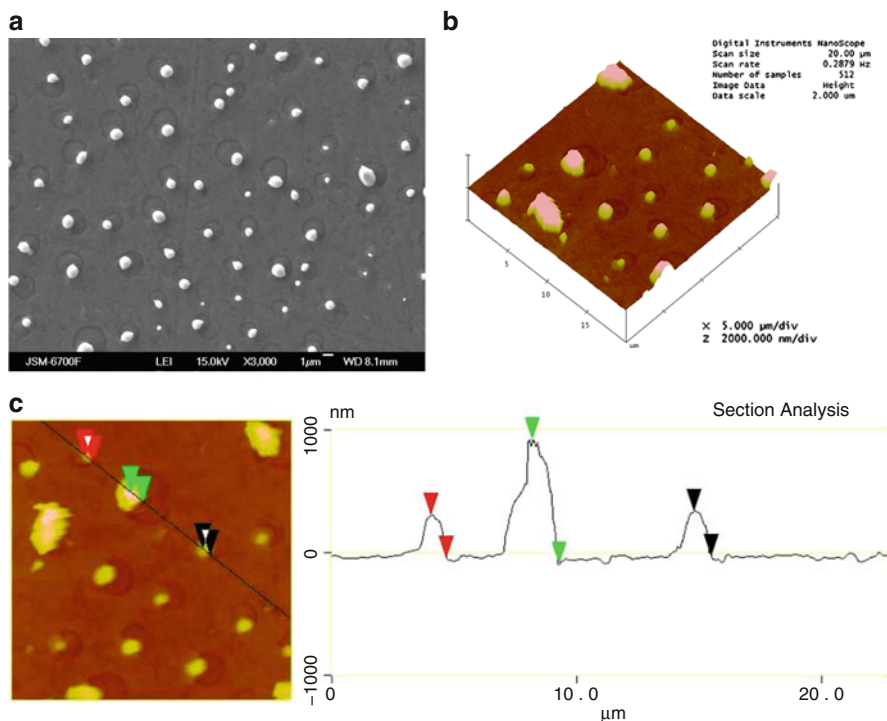 a
JSM-6700F LEI 15.0kV X3,000 1μm WD 8.1mm
b
Digital Instruments NanoScope
Scan size 20.00 μm
Scan rate 0.2879 Hz
Number of samples 512
Image Data Height
Data scale 2.000 um
5
10
15
μm
X 5.000 μm/div
Z 2000.000 nm/div
c
nm
Section Analysis
1000
0
−1000
0 10.0 20.0
μm